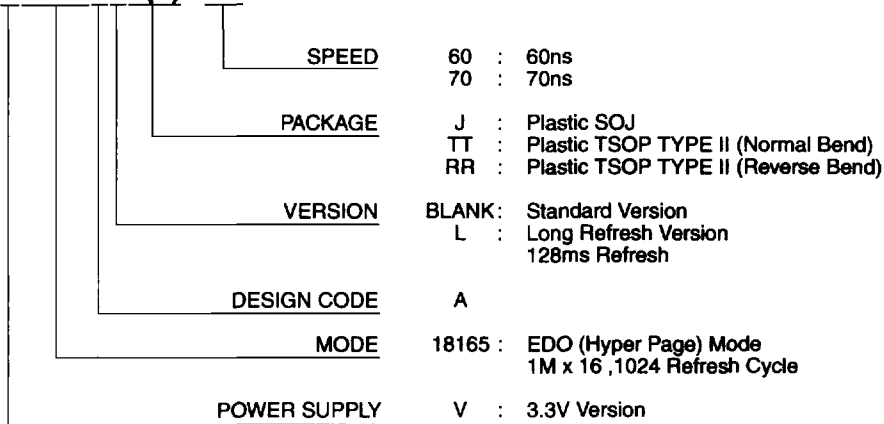 SPEED 60 : 60ns
70 : 70ns
PACKAGE J : Plastic SOJ
TT : Plastic TSOP TYPE II (Normal Bend)
RR : Plastic TSOP TYPE II (Reverse Bend)
VERSION BLANK : Standard Version
L : Long Refresh Version
128ms Refresh
DESIGN CODE A
MODE 18165 : EDO (Hyper Page) Mode
1M x 16 ,1024 Refresh Cycle
POWER SUPPLY V : 3.3V Version